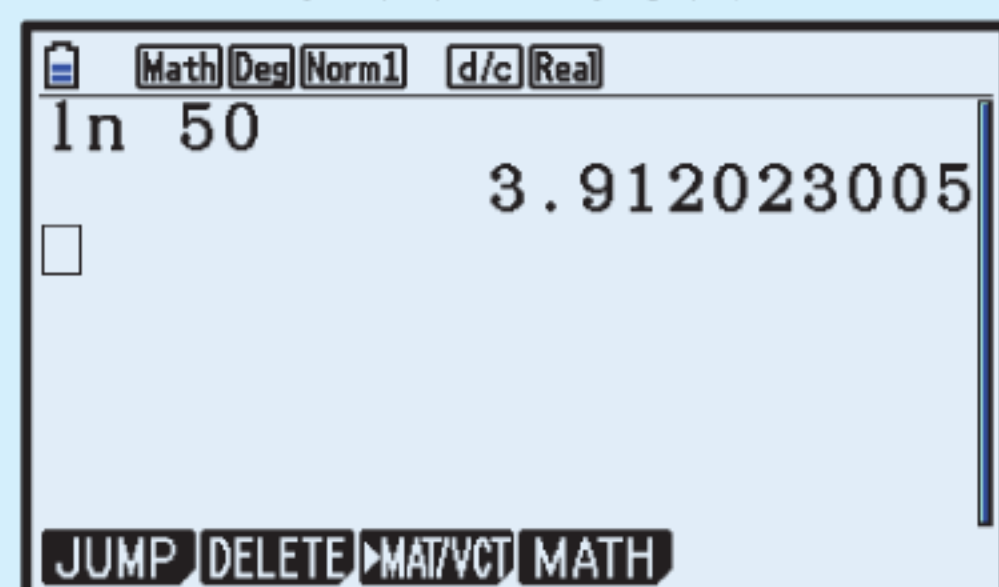 Math Deg Norm1 d/c Real
ln 50
3.912023005
JUMP DELETE ▶MAT/VCT MATH